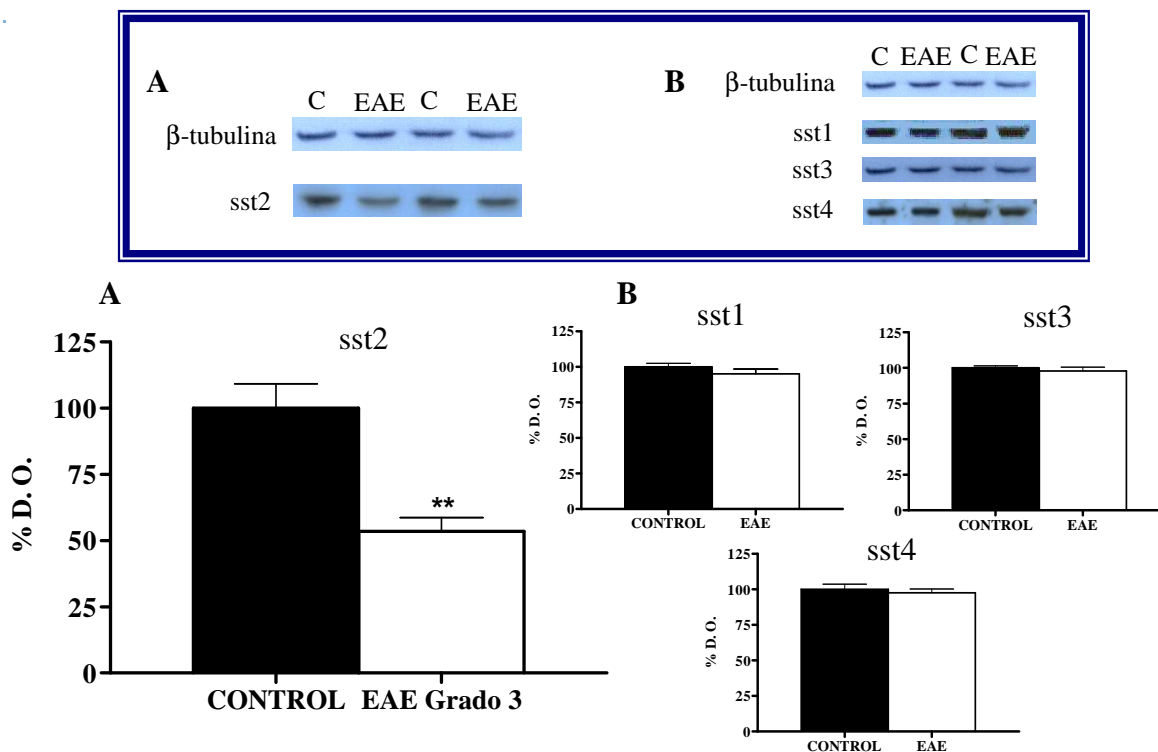 A
C EAE C EAE
β-tubulina
sst2
B
C EAE C EAE
β-tubulina
sst1
sst3
sst4
A
sst2
125
100
75
50
25
0
% D. O.
**
CONTROL EAE Grado 3
B
sst1
125
100
75
50
25
0
% D. O.
CONTROL EAE
sst3
125
100
75
50
25
0
% D. O.
CONTROL EAE
sst4
125
100
75
50
25
0
% D. O.
CONTROL EAE